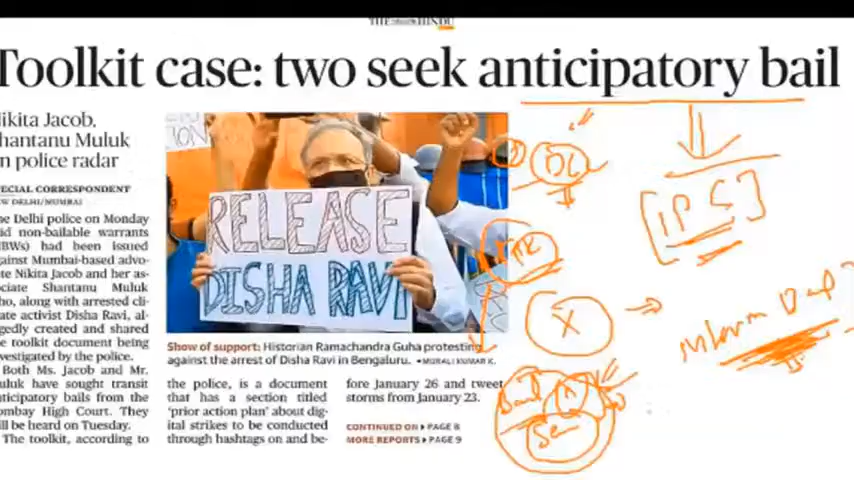 THE HINDU
Toolkit case: two seek anticipatory bail
ikita Jacob,
hantanu Muluk
n police radar
PECIAL CORRESPONDENT
EW DELHI/MUMBAI
he Delhi police on Monday
id non-bailable warrants
NBWs) had been issued
gainst Mumbai-based advo-
te Nikita Jacob and her as-
ciate Shantanu Muluk
ho, along with arrested cli-
ate activist Disha Ravi, al-
gedly created and shared
e toolkit document being
vestigated by the police.
Both Ms. Jacob and Mr.
uluk have sought transit
nticipatory bails from the
ombay High Court. They
ill be heard on Tuesday.
The toolkit, according to
ION
RELEASE
DISHA RAVI
Show of support: Historian Ramachandra Guha protesting
against the arrest of Disha Ravi in Bengaluru. • MURALI KUMAR K.
the police, is a document
that has a section titled
'prior action plan' about dig-
ital strikes to be conducted
through hashtags on and be-
fore January 26 and tweet
storms from January 23.
CONTINUED ON ▸ PAGE 8
MORE REPORTS ▸ PAGE 9
DL
[IPS]
X